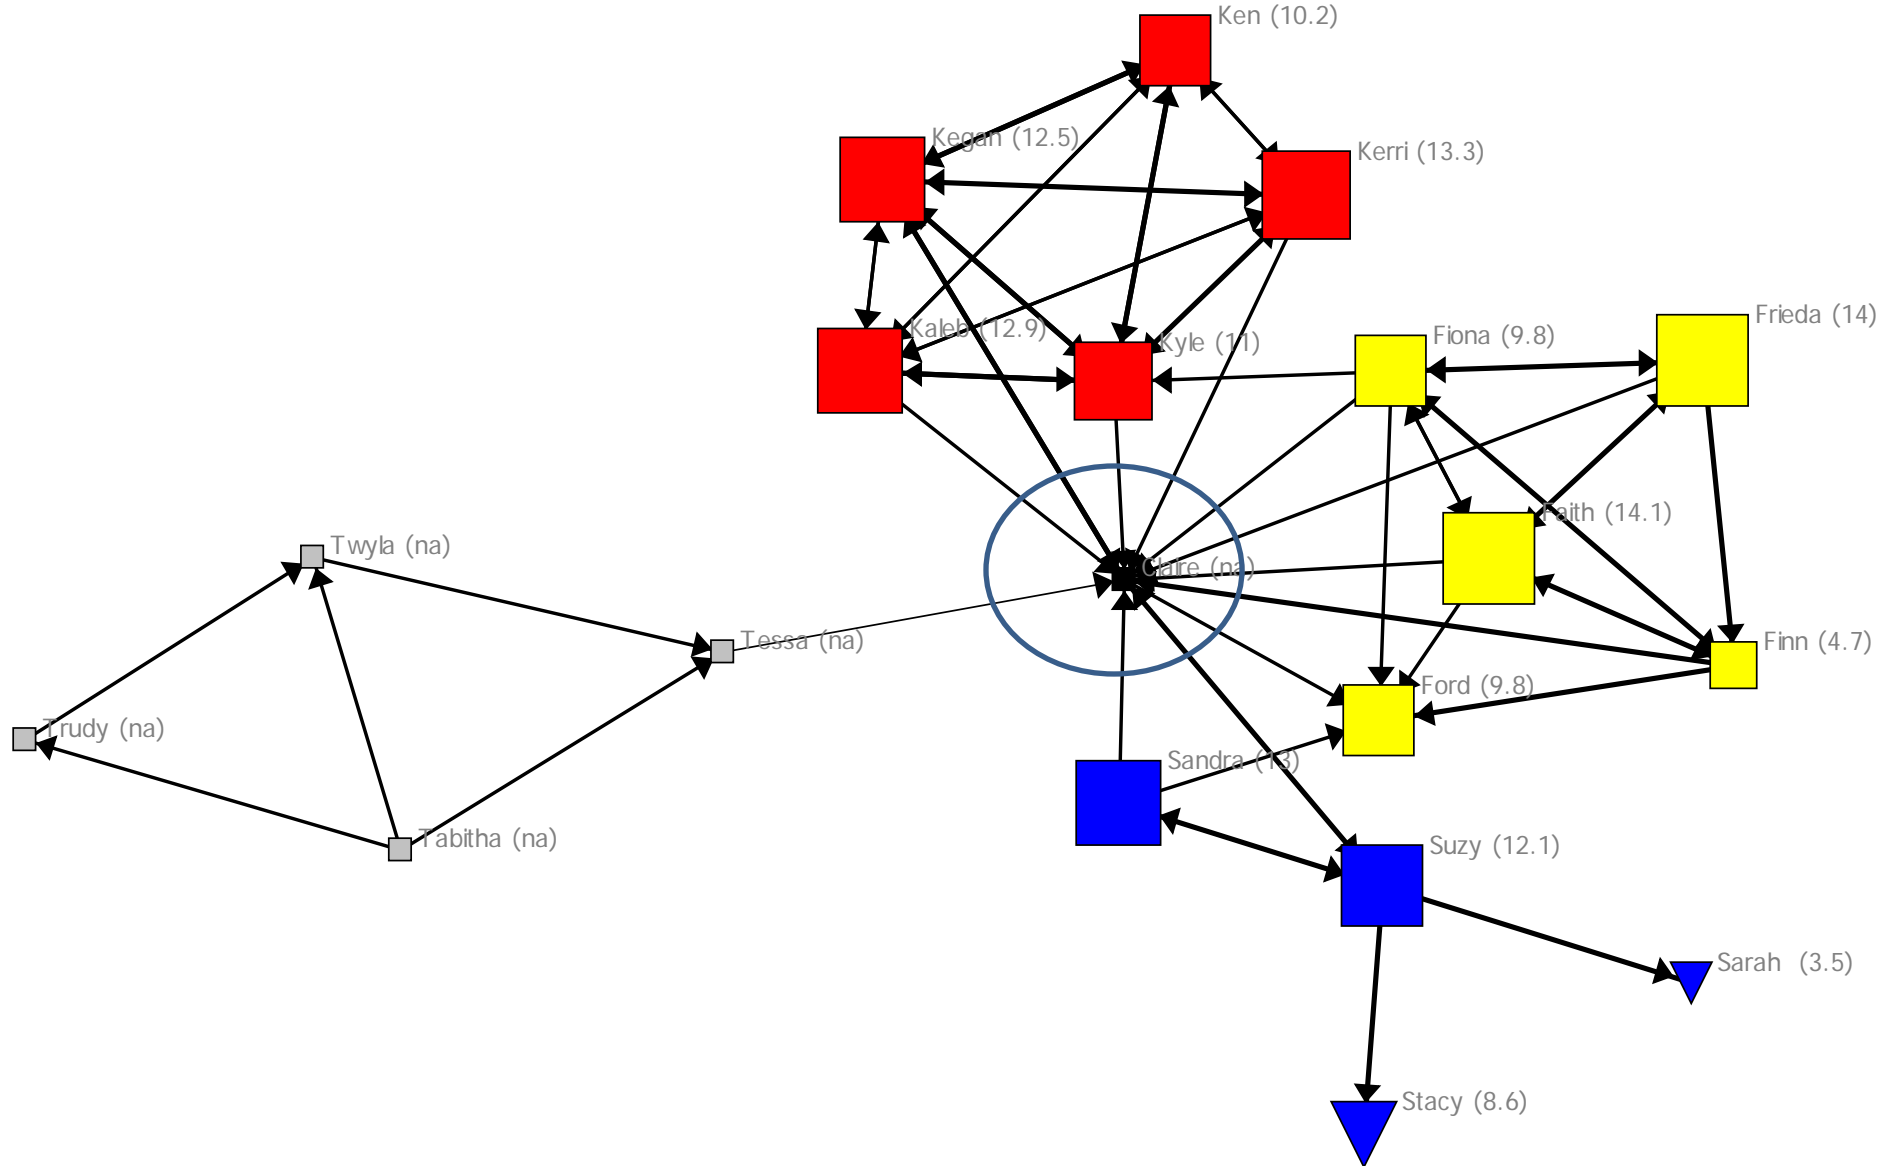 Ken (10.2)
Kegan (12.5)
Kerri (13.3)
Frieda (14)
Kaleb (12.9)
Kyle (11)
Fiona (9.8)
Faith (14.1)
Twyla (na)
Claire (na)
Tessa (na)
Finn (4.7)
Ford (9.8)
Trudy (na)
Sandra (13)
Tabitha (na)
Suzy (12.1)
Sarah (3.5)
Stacy (8.6)